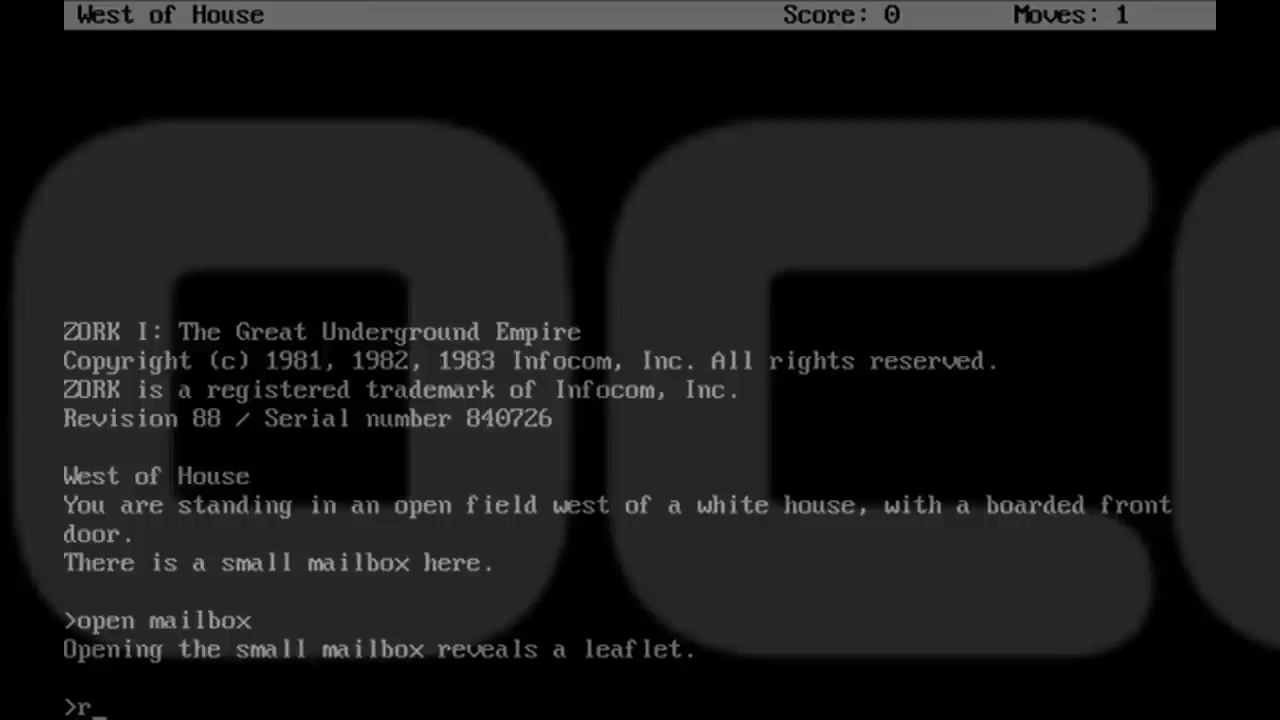 West of House Score: 0 Moves: 1
ZORK I: The Great Underground Empire
Copyright (c) 1981, 1982, 1983 Infocom, Inc. All rights reserved.
ZORK is a registered trademark of Infocom, Inc.
Revision 88 / Serial number 840726
West of House
You are standing in an open field west of a white house, with a boarded front
door.
There is a small mailbox here.
>open mailbox
Opening the small mailbox reveals a leaflet.
>r_